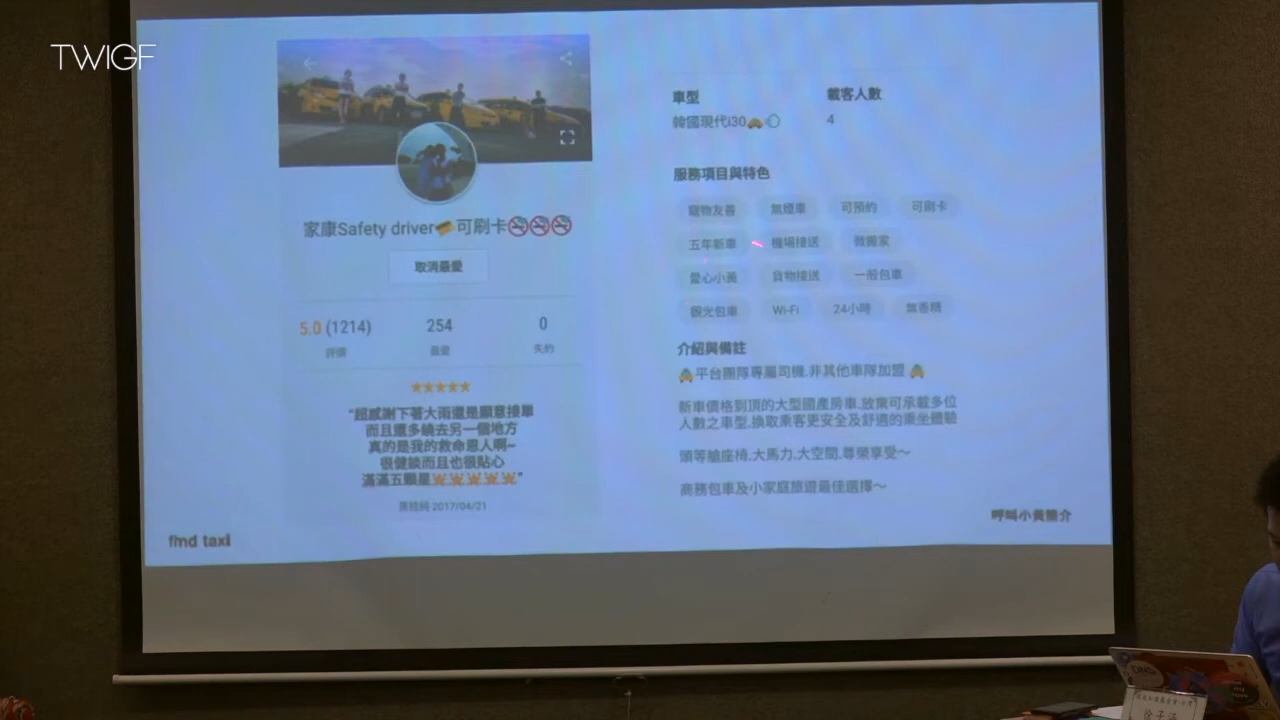 TWIGF
家康Safety driver可刷卡
取消最愛
5.0 (1214)
254
0
評價
最愛
失約
"超感謝下著大雨還是願意接單
而且還多繞去另一個地方
真的是我的救命恩人啊~
很健談而且也很貼心
滿滿五顆星"
2017/04/21
find taxi
車型
載客人數
韓國現代i30
4
服務項目與特色
寵物友善 無煙車 可預約 可刷卡
五年新車 機場接送 微搬家
愛心小黃 貨物接送 一般包車
觀光包車 Wi-Fi 24小時 無香精
介紹與備註
平台團隊專屬司機.非其他車隊加盟
新車價格到頂的大型國產房車.放棄可承載多位
人數之車型.換取乘客更安全及舒適的乘坐體驗
頭等艙座椅.大馬力.大空間.尊榮享受～
商務包車及小家庭旅遊最佳選擇～
呼叫小黃簡介